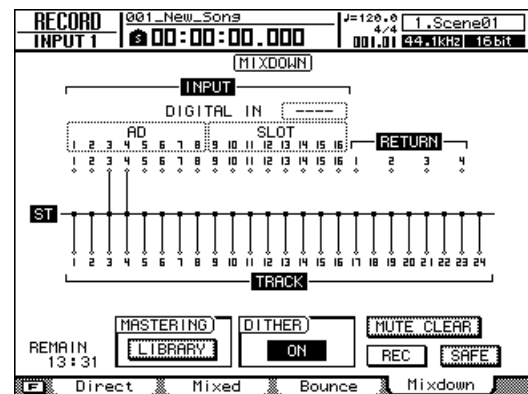 RECORD
INPUT 1
001_New_Song
S 00:00:00.000
♩=120.0
4/4
001.01
1.Scene01
44.1kHz 16bit
MIXDOWN
INPUT
DIGITAL IN ----
AD SLOT
1 2 3 4 5 6 7 8 9 10 11 12 13 14 15 16
RETURN
1 2 3 4 5 6 7 8 9 10 11 12 13 14 15 16 1 2 3 4
ST
1 2 3 4 5 6 7 8 9 10 11 12 13 14 15 16 17 18 19 20 21 22 23 24
TRACK
MASTERING
LIBRARY
DITHER
ON
MUTE CLEAR
REC SAFE
REMAIN
13:31
F Direct Mixed Bounce Mixdown